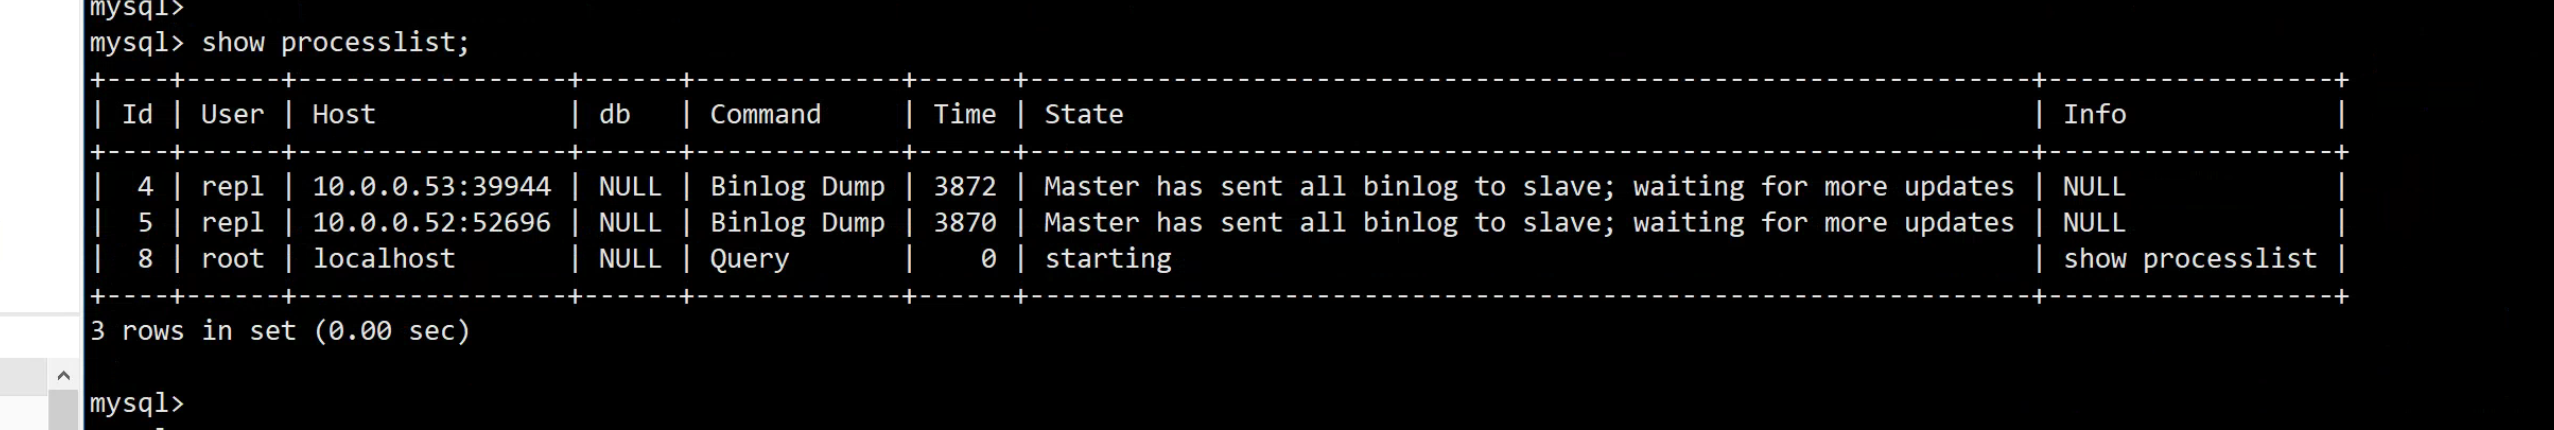 mysql>
mysql> show processlist;
+----+------+-----------------+------+-------------+------+---------------------------------------------------------------+------------------+
| Id | User | Host            | db   | Command     | Time | State                                                         | Info             |
+----+------+-----------------+------+-------------+------+---------------------------------------------------------------+------------------+
|  4 | repl | 10.0.0.53:39944 | NULL | Binlog Dump | 3872 | Master has sent all binlog to slave; waiting for more updates | NULL             |
|  5 | repl | 10.0.0.52:52696 | NULL | Binlog Dump | 3870 | Master has sent all binlog to slave; waiting for more updates | NULL             |
|  8 | root | localhost       | NULL | Query       |    0 | starting                                                      | show processlist |
+----+------+-----------------+------+-------------+------+---------------------------------------------------------------+------------------+
3 rows in set (0.00 sec)
mysql>